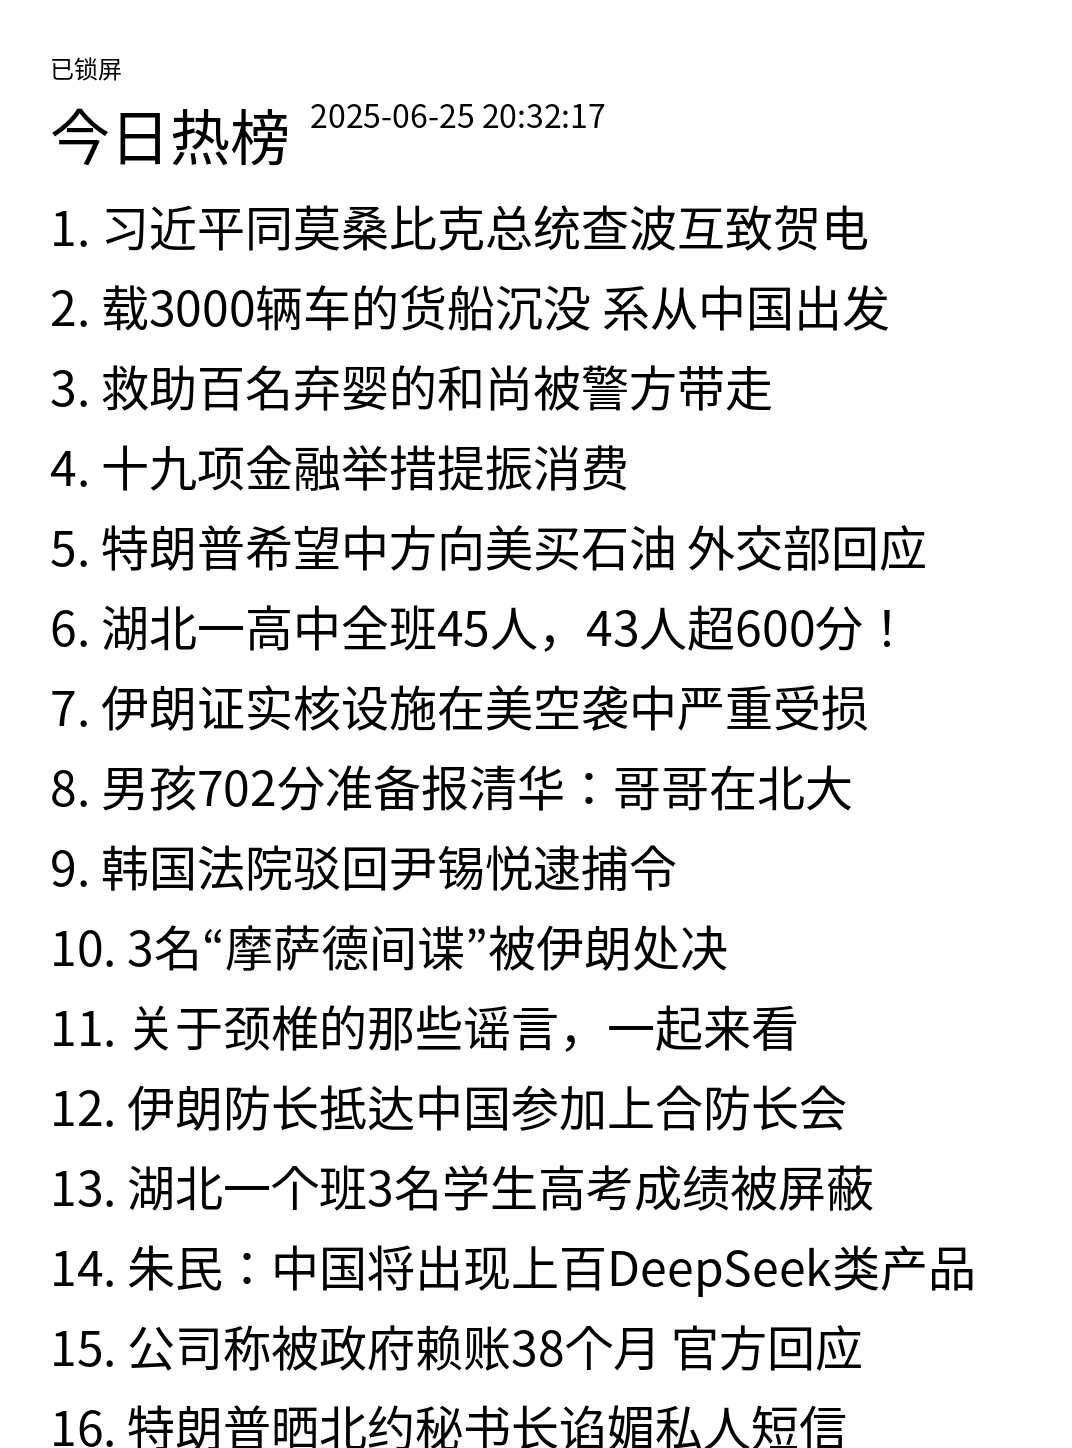 已锁屏
今日热榜 2025-06-25 20:32:17
1. 习近平同莫桑比克总统查波互致贺电
2. 载3000辆车的货船沉没 系从中国出发
3. 救助百名弃婴的和尚被警方带走
4. 十九项金融举措提振消费
5. 特朗普希望中方向美买石油 外交部回应
6. 湖北一高中全班45人，43人超600分！
7. 伊朗证实核设施在美空袭中严重受损
8. 男孩702分准备报清华：哥哥在北大
9. 韩国法院驳回尹锡悦逮捕令
10. 3名“摩萨德间谍”被伊朗处决
11. 关于颈椎的那些谣言，一起来看
12. 伊朗防长抵达中国参加上合防长会
13. 湖北一个班3名学生高考成绩被屏蔽
14. 朱民：中国将出现上百DeepSeek类产品
15. 公司称被政府赖账38个月 官方回应
16. 特朗普晒北约秘书长谄媚私人短信